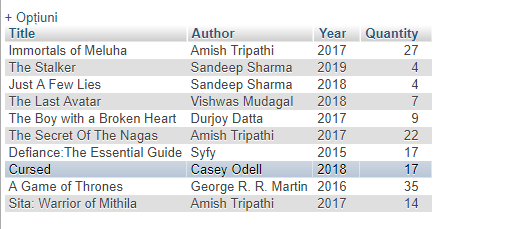 + Opțiuni
Title Author Year Quantity
Immortals of Meluha Amish Tripathi 2017 27
The Stalker Sandeep Sharma 2019 4
Just A Few Lies Sandeep Sharma 2018 4
The Last Avatar Vishwas Mudagal 2018 7
The Boy with a Broken Heart Durjoy Datta 2017 9
The Secret Of The Nagas Amish Tripathi 2017 22
Defiance:The Essential Guide Syfy 2015 17
Cursed Casey Odell 2018 17
A Game of Thrones George R. R. Martin 2016 35
Sita: Warrior of Mithila Amish Tripathi 2017 14